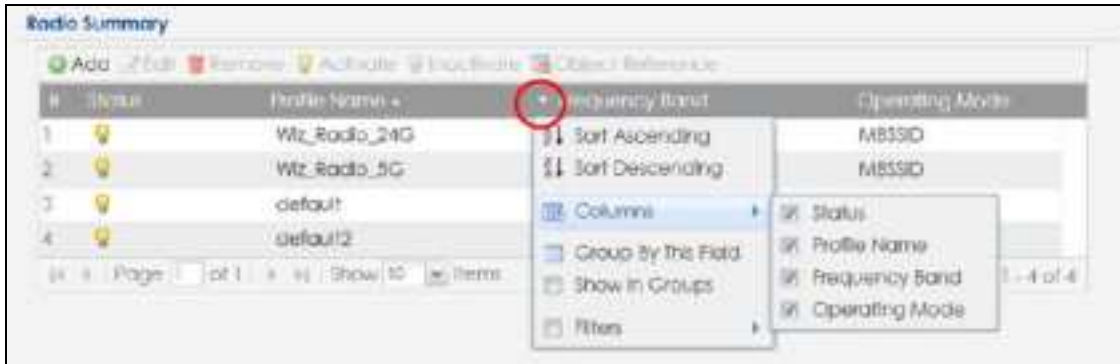 Radio Summary
Add Edit Remove Activate Inactivate Object Reference
# Status Profile Name Frequency Band Operating Mode
1 Wiz_Radio_24G MBSSID
2 Wiz_Radio_5G MBSSID
3 default
4 default2
Page of 1 Show 10 items 1 - 4 of 4
Sort Ascending
Sort Descending
Columns
Group By This Field
Show in Groups
Filters
Status
Profile Name
Frequency Band
Operating Mode